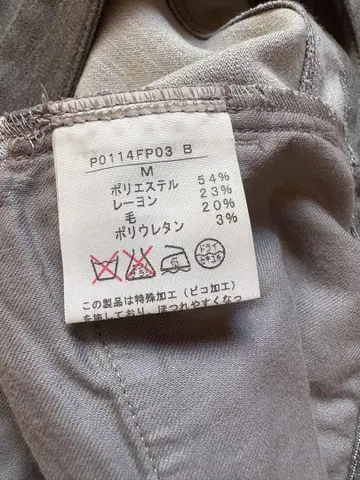 P0114FP03 B
M
ポリエステル 54%
レーヨン 23%
毛 20%
ポリウレタン 3%
ドライ
この製品は特殊加工(ピコ加工)
を施しており、ほつれやすくなっ